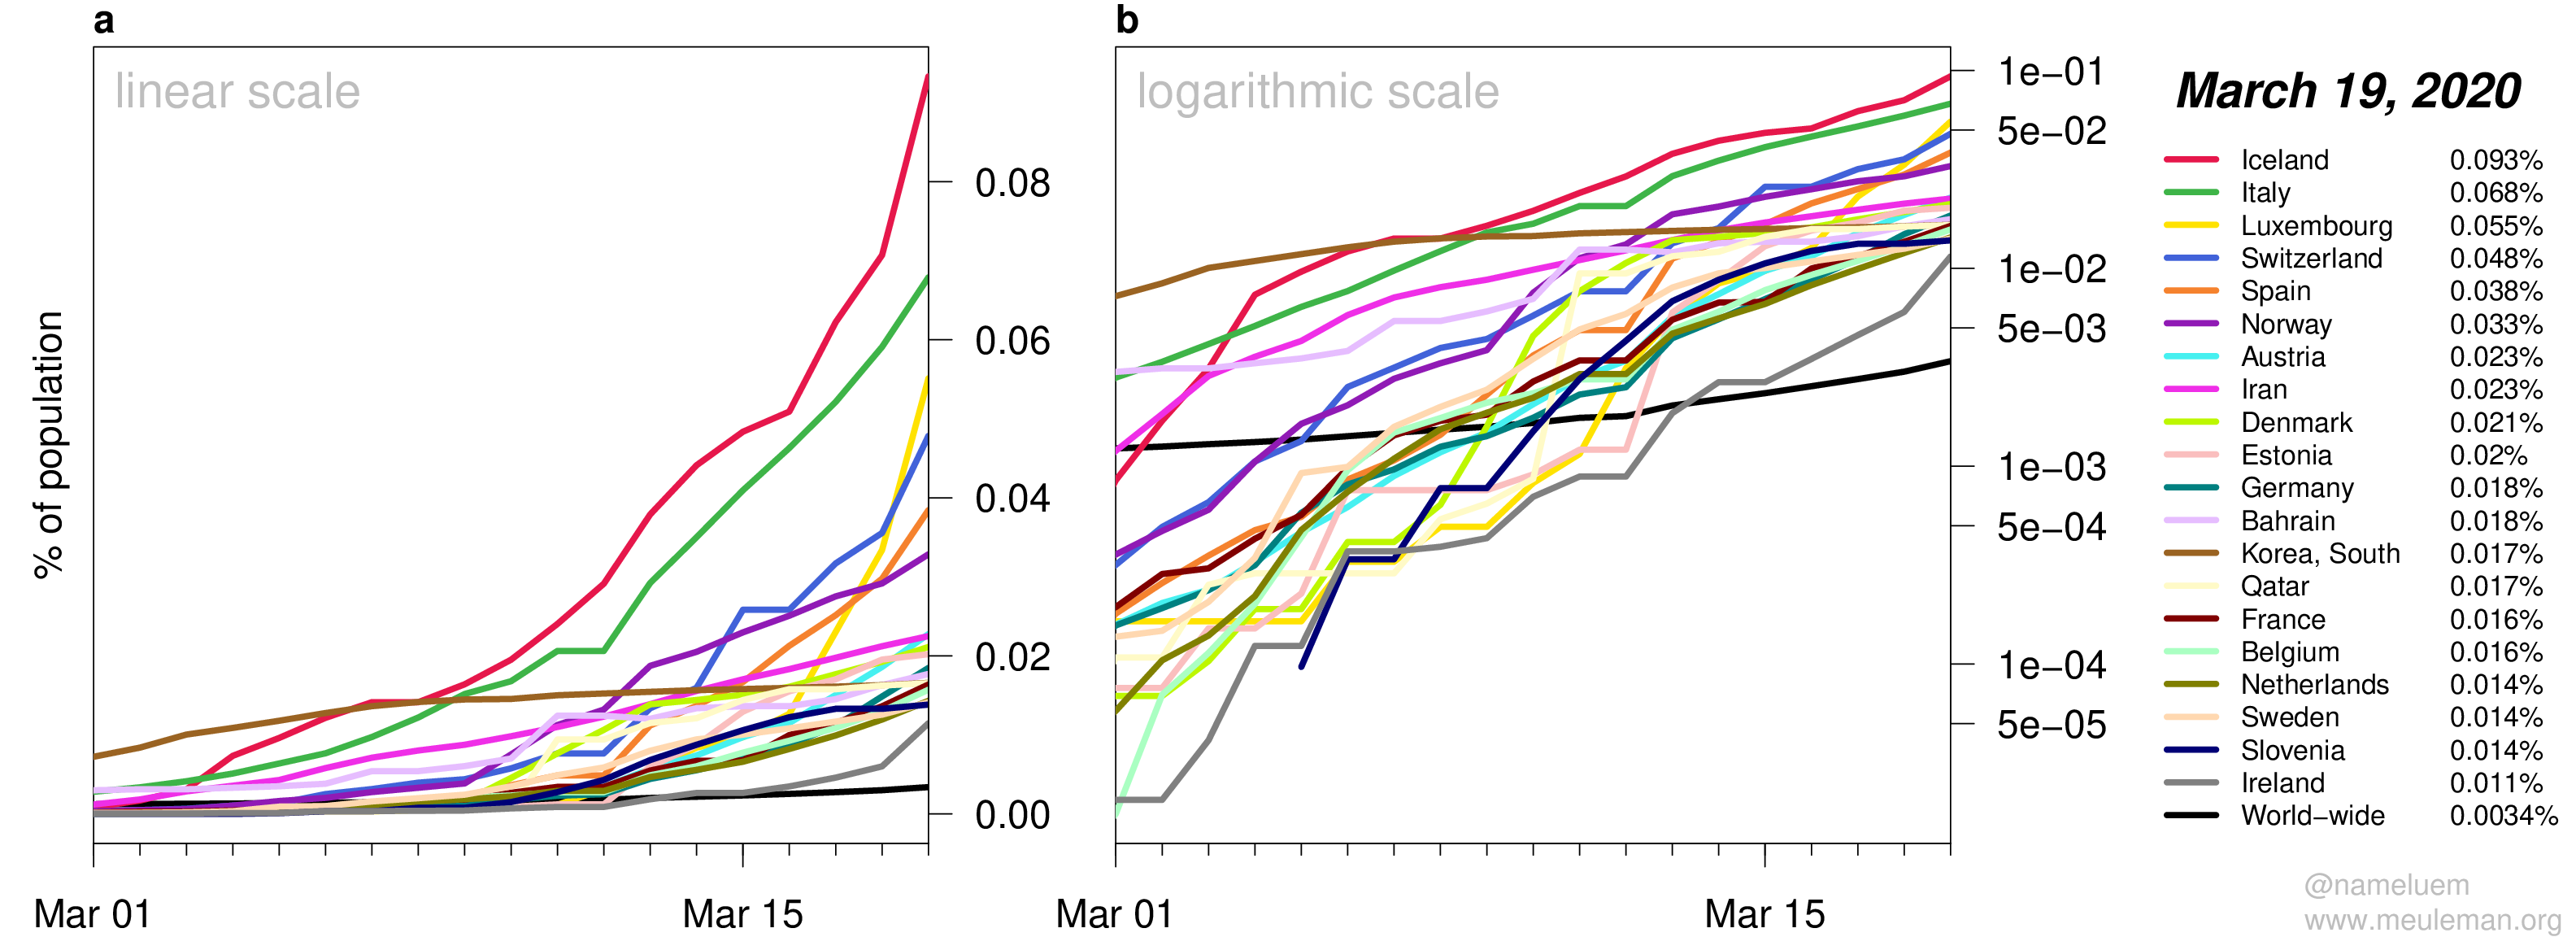 a
linear scale
% of population
0.08
0.06
0.04
0.02
0.00
Mar 01
Mar 15
b
logarithmic scale
1e−01
5e−02
1e−02
5e−03
1e−03
5e−04
1e−04
5e−05
Mar 01
Mar 15
March 19, 2020
Iceland 0.093%
Italy 0.068%
Luxembourg 0.055%
Switzerland 0.048%
Spain 0.038%
Norway 0.033%
Austria 0.023%
Iran 0.023%
Denmark 0.021%
Estonia 0.02%
Germany 0.018%
Bahrain 0.018%
Korea, South 0.017%
Qatar 0.017%
France 0.016%
Belgium 0.016%
Netherlands 0.014%
Sweden 0.014%
Slovenia 0.014%
Ireland 0.011%
World−wide 0.0034%
@nameluem
www.meuleman.org